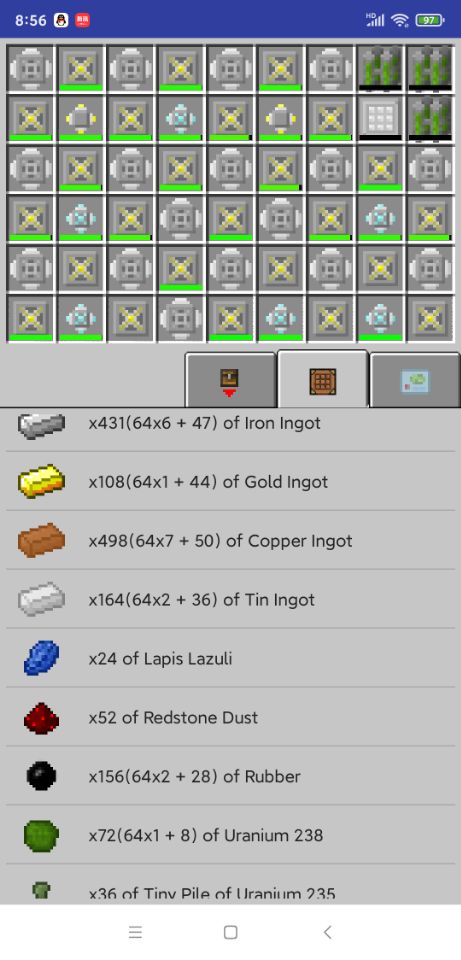 8:56
HD
97
x431(64x6 + 47) of Iron Ingot
x108(64x1 + 44) of Gold Ingot
x498(64x7 + 50) of Copper Ingot
x164(64x2 + 36) of Tin Ingot
x24 of Lapis Lazuli
x52 of Redstone Dust
x156(64x2 + 28) of Rubber
x72(64x1 + 8) of Uranium 238
x36 of Tiny Pile of Uranium 235